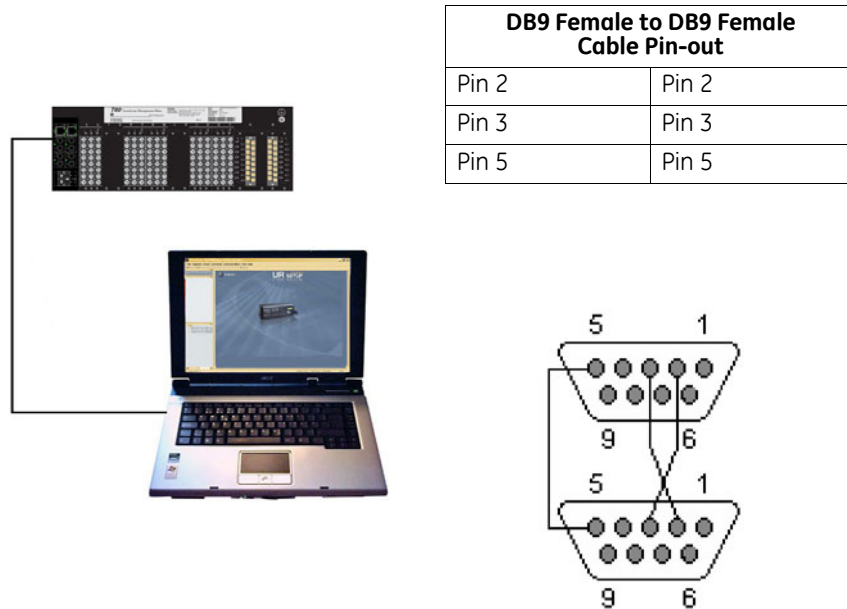 DB9 Female to DB9 Female
Cable Pin-out
Pin 2 Pin 2
Pin 3 Pin 3
Pin 5 Pin 5
5 1
9 6
5 1
9 6